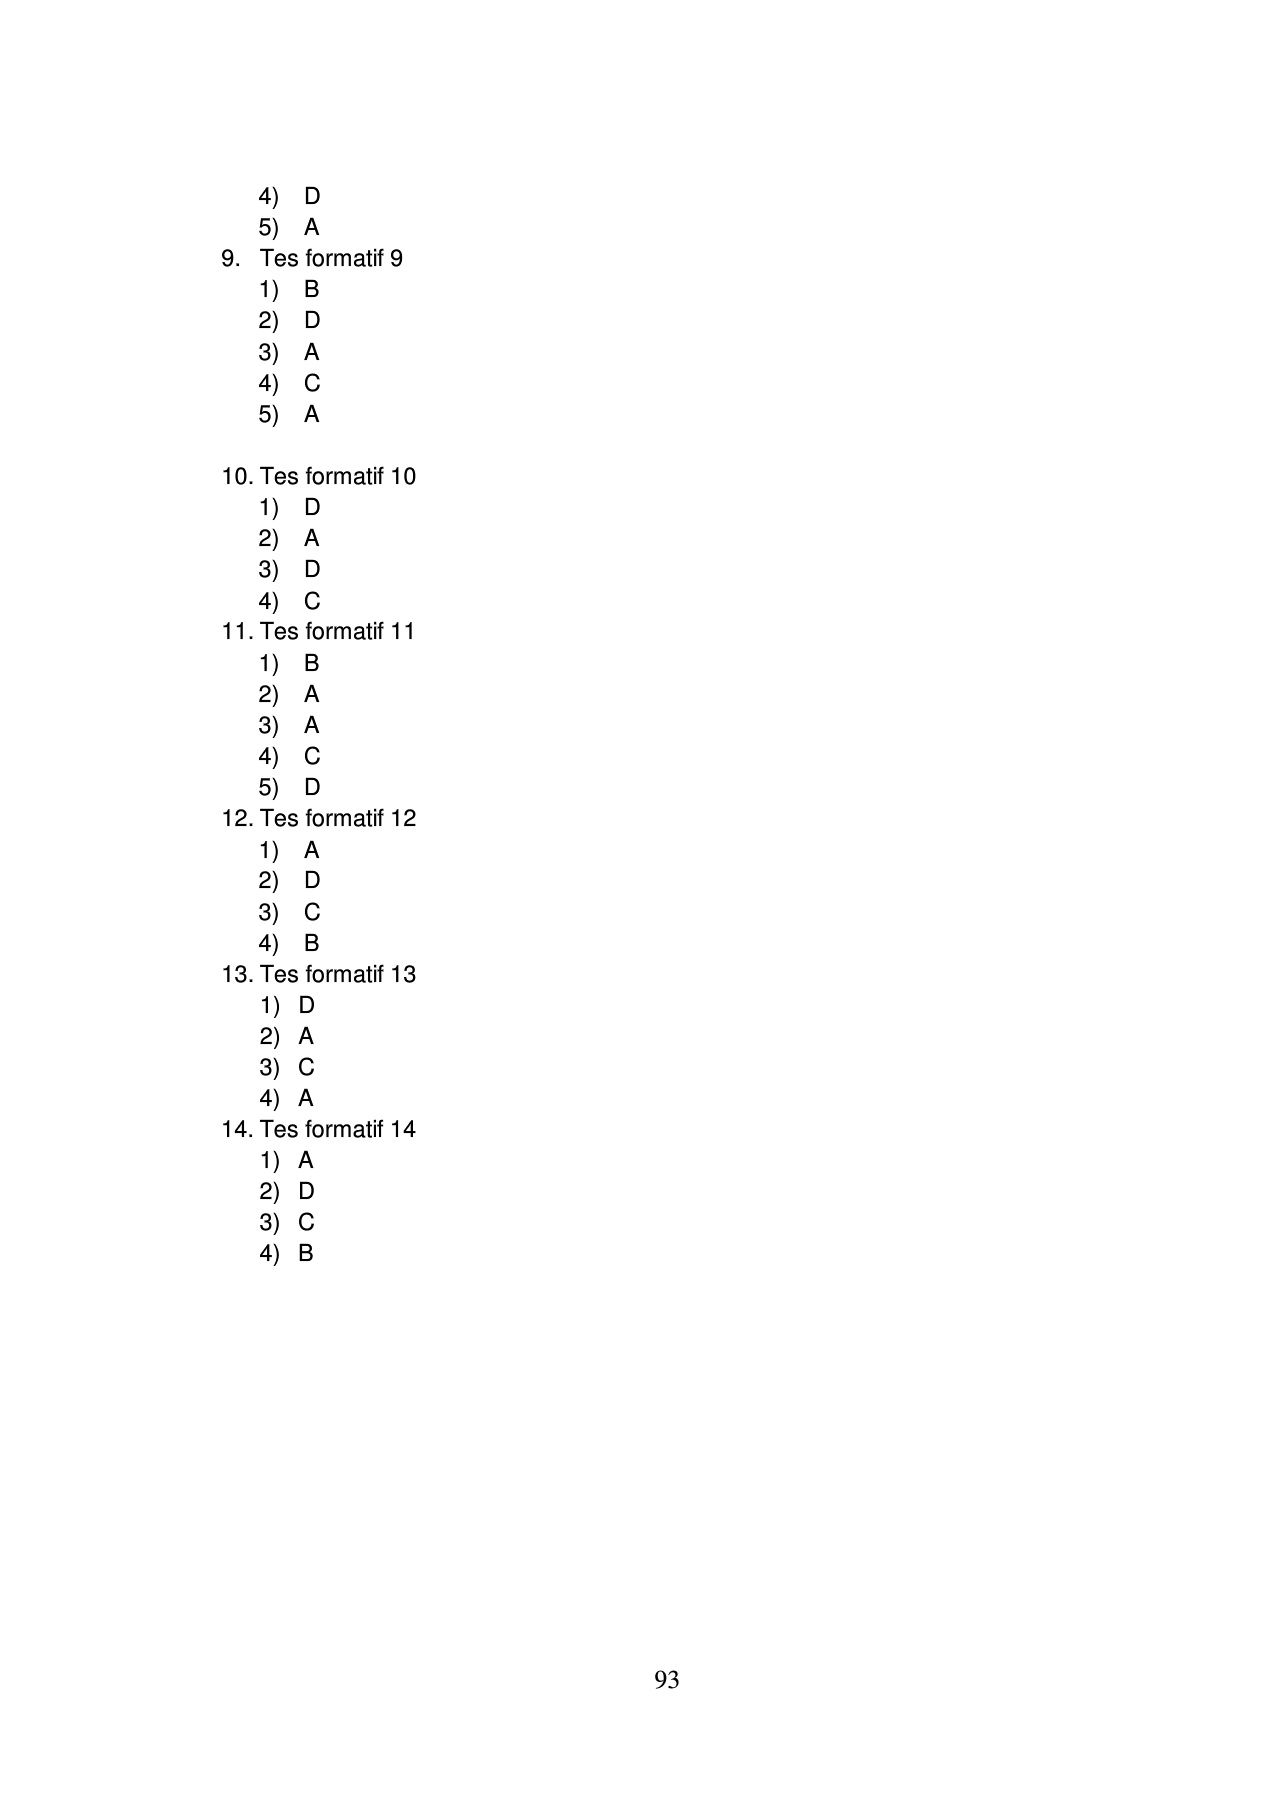 4) D
5) A
9. Tes formatif 9
1) B
2) D
3) A
4) C
5) A
10. Tes formatif 10
1) D
2) A
3) D
4) C
11. Tes formatif 11
1) B
2) A
3) A
4) C
5) D
12. Tes formatif 12
1) A
2) D
3) C
4) B
13. Tes formatif 13
1) D
2) A
3) C
4) A
14. Tes formatif 14
1) A
2) D
3) C
4) B
93